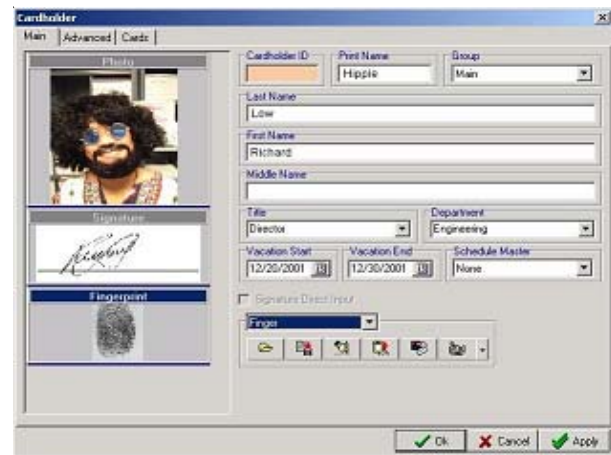 Cardholder
Main Advanced Cards
Photo
Signature
Fingerprint
Cardholder ID Print Name Group
Hippie Main
Last Name
Low
First Name
Richard
Middle Name
Title Department
Director Engineering
Vacation Start Vacation End Schedule Master
12/20/2001 12/30/2001 None
Signature Direct Input
Finger
Ok Cancel Apply